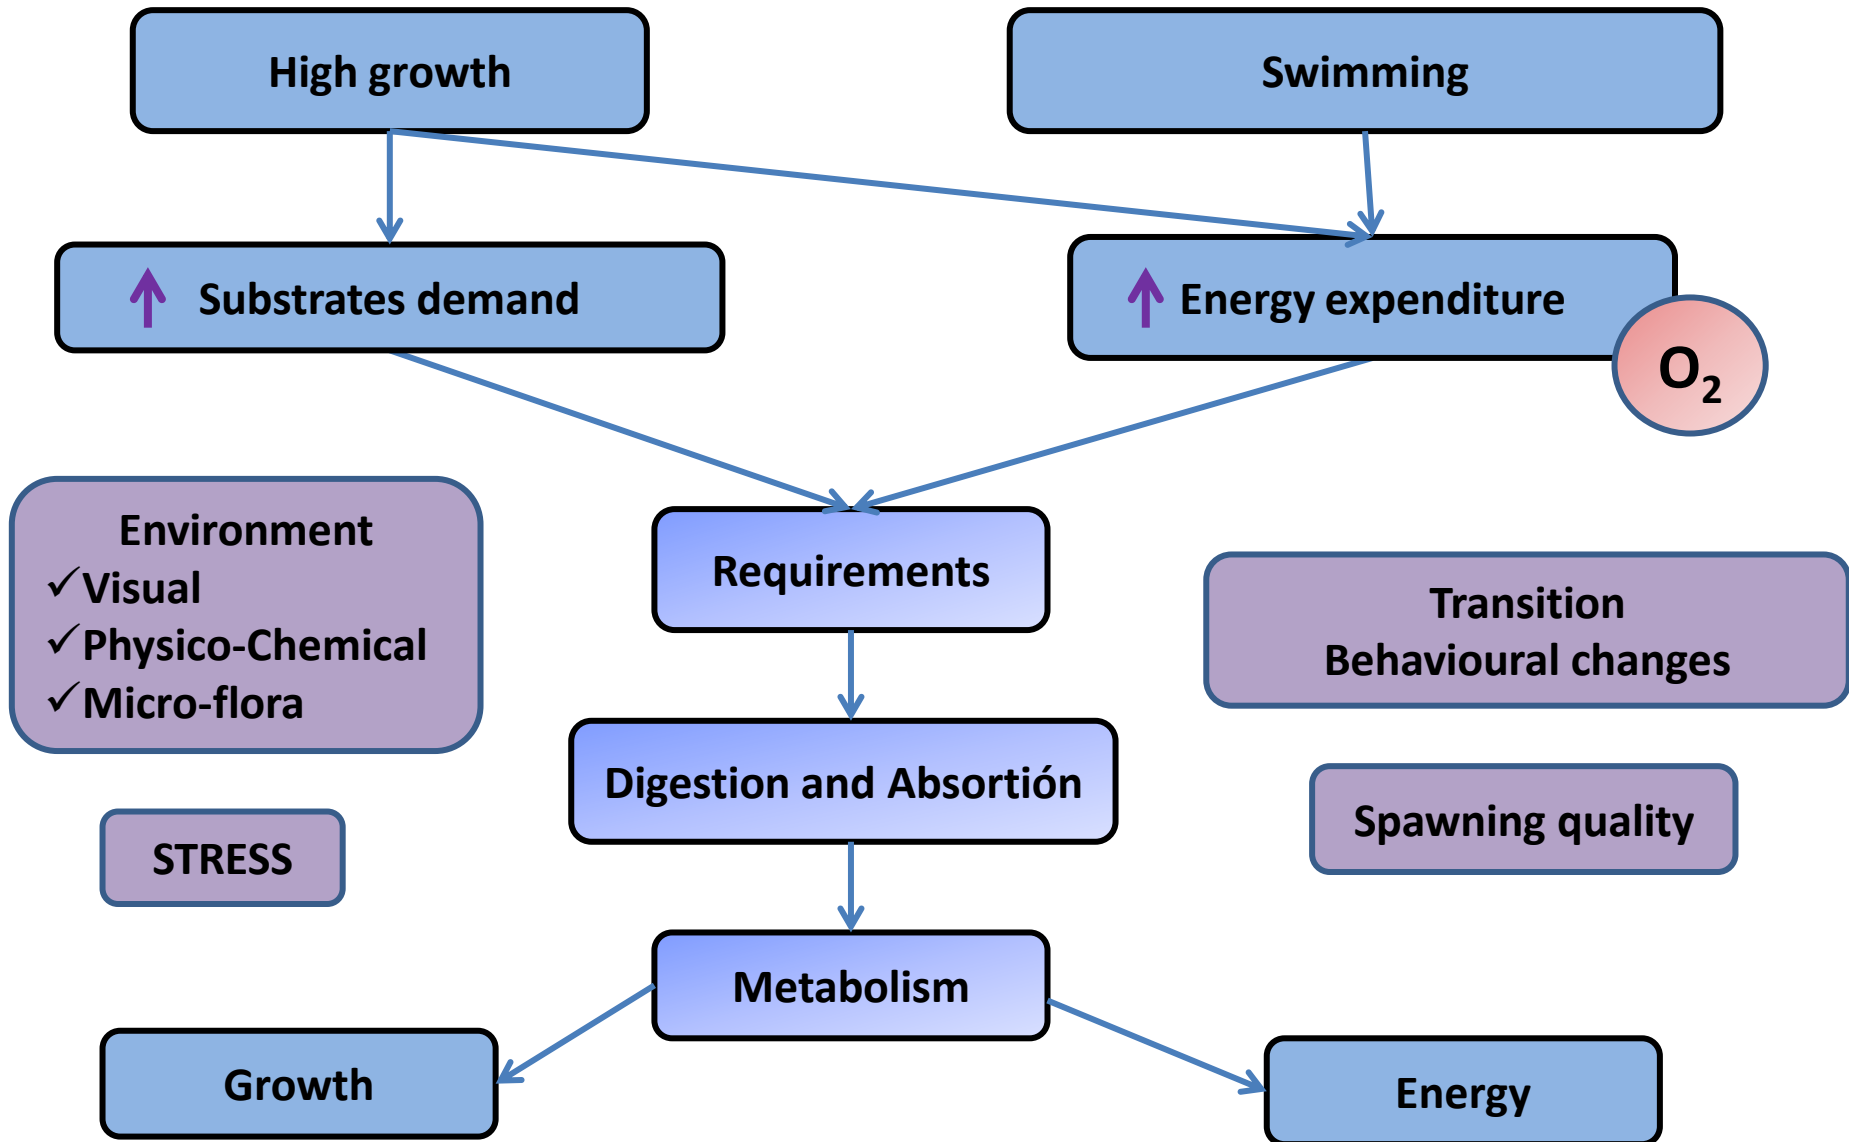 High growth
Swimming
Substrates demand
Energy expenditure
O₂
Environment
✓Visual
✓Physico-Chemical
✓Micro-flora
Requirements
Transition
Behavioural changes
Digestion and Absortión
Spawning quality
STRESS
Metabolism
Growth
Energy